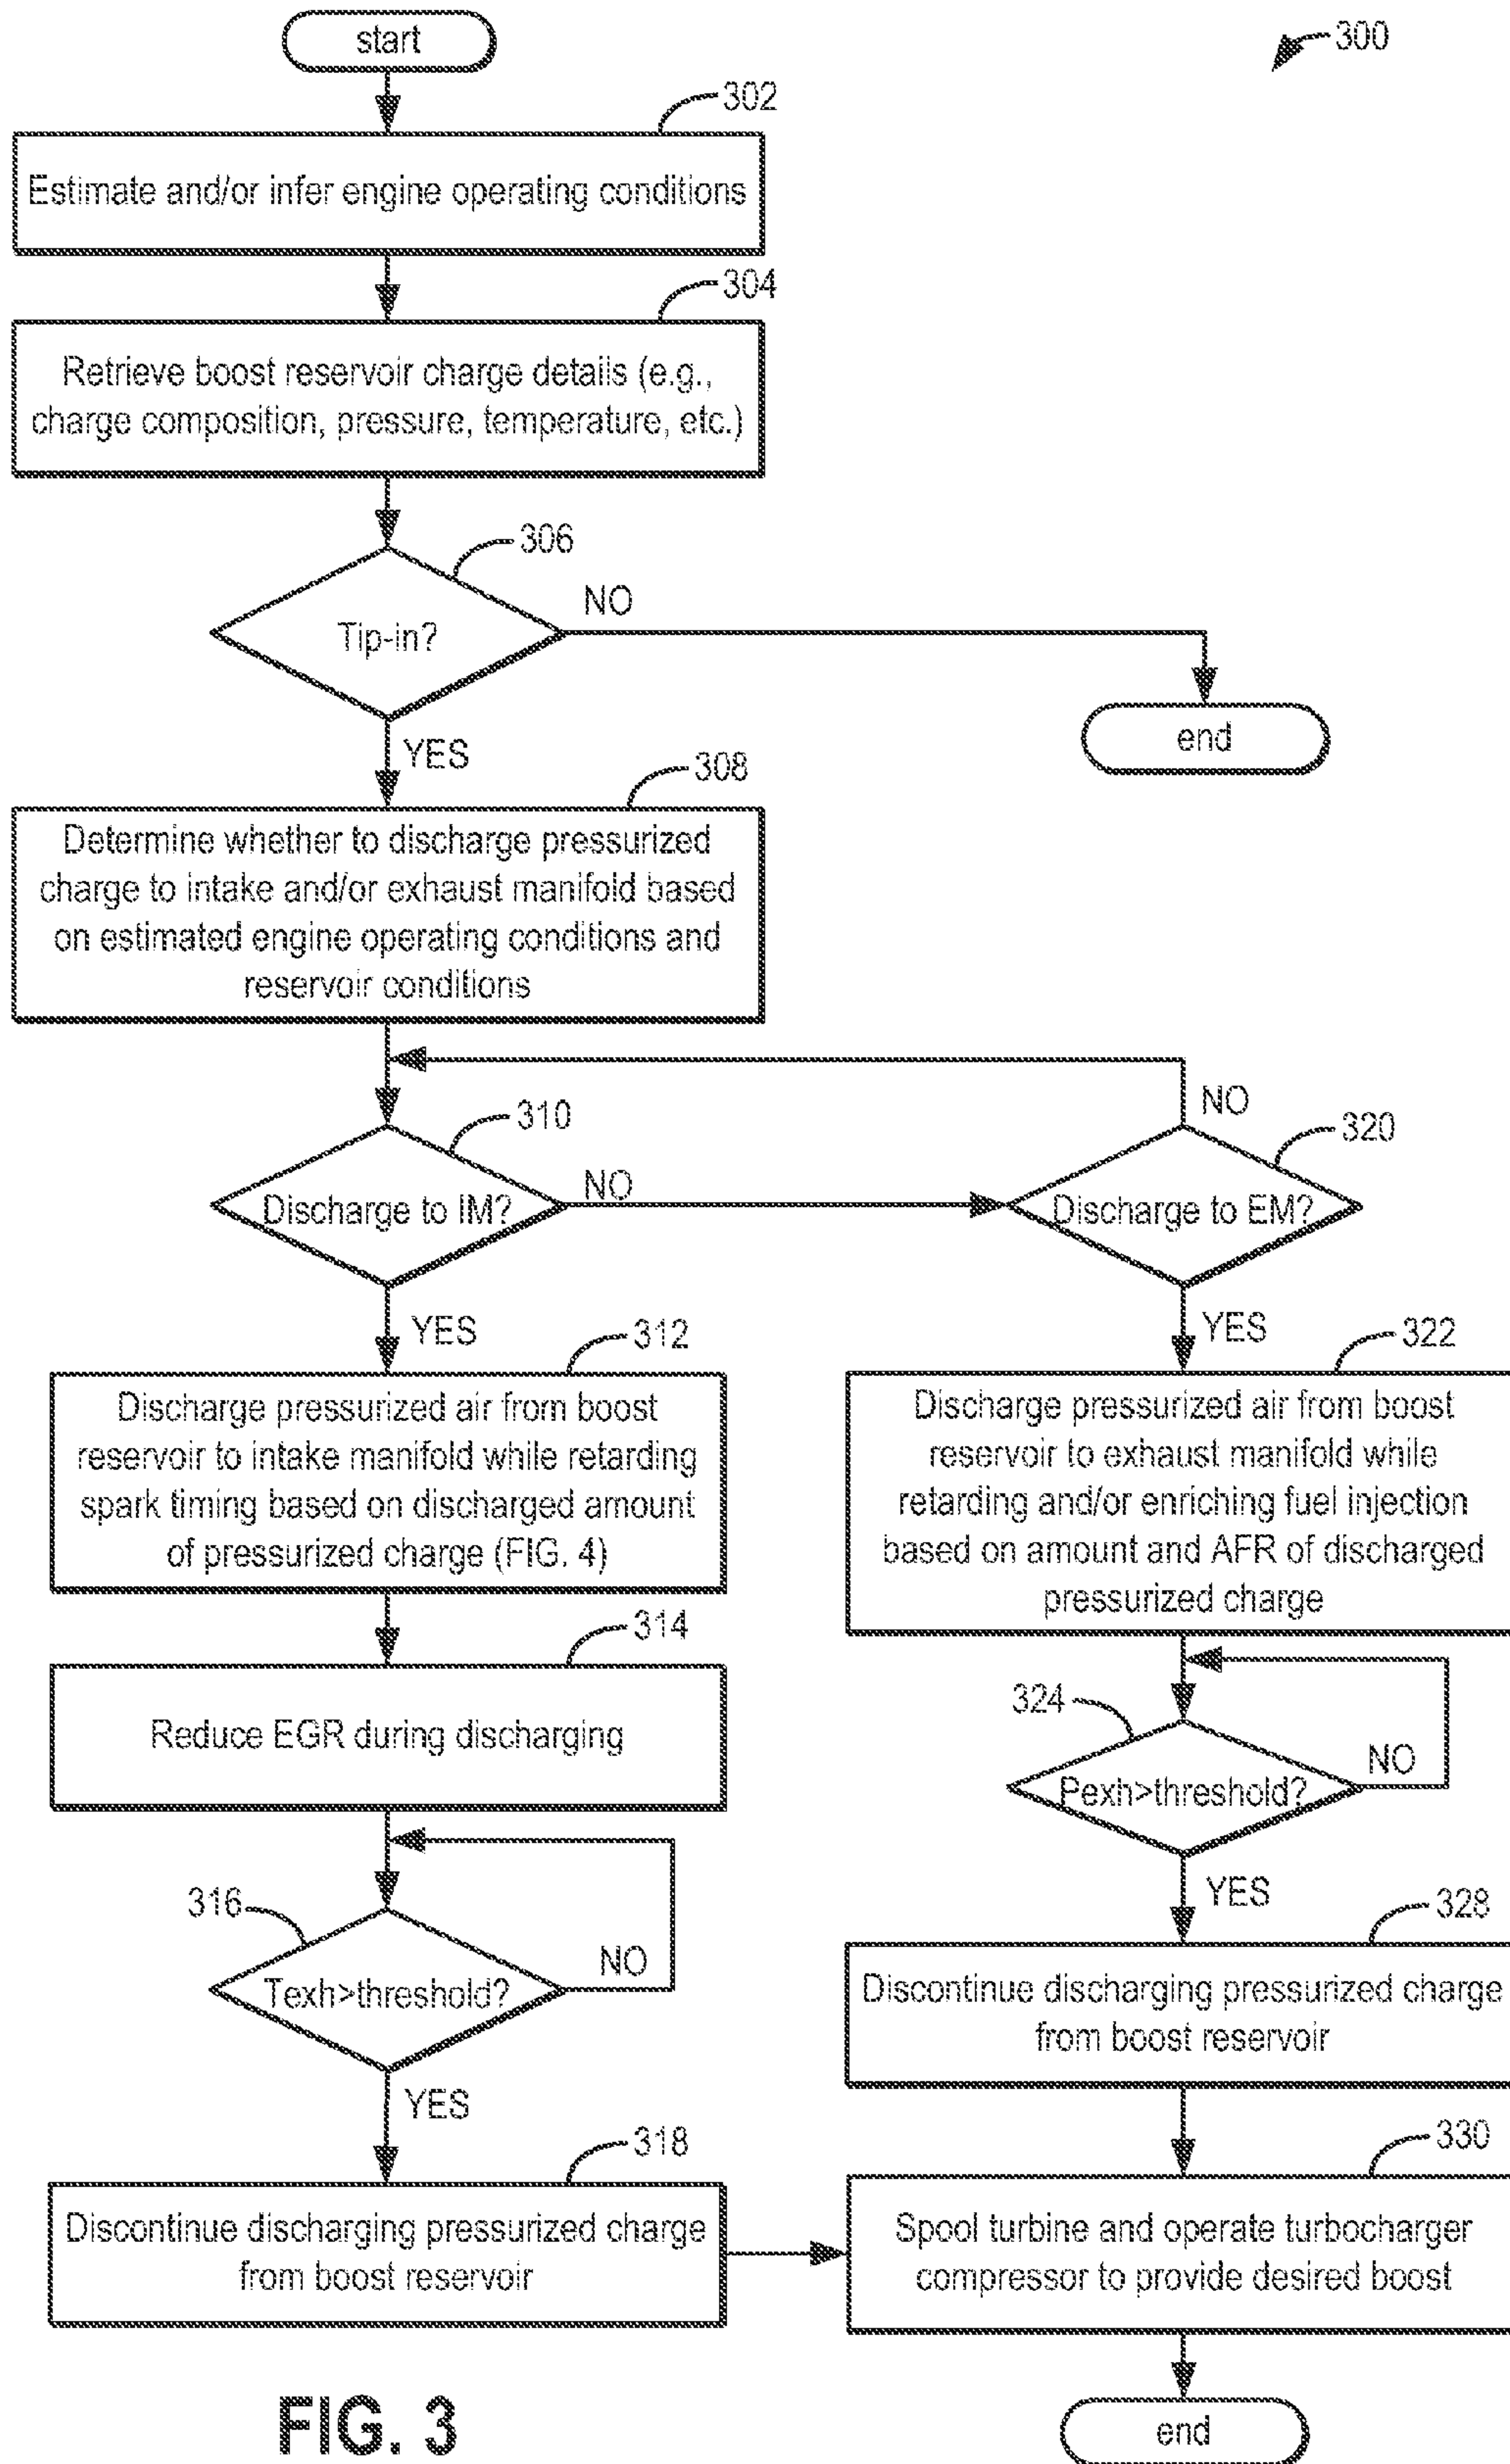 start
300
302
Estimate and/or infer engine operating conditions
304
Retrieve boost reservoir charge details (e.g.,
charge composition, pressure, temperature, etc.)
306
Tip-in?
NO
end
YES
308
Determine whether to discharge pressurized
charge to intake and/or exhaust manifold based
on estimated engine operating conditions and
reservoir conditions
310
Discharge to IM?
NO
320
Discharge to EM?
NO
YES
312
Discharge pressurized air from boost
reservoir to intake manifold while retarding
spark timing based on discharged amount
of pressurized charge (FIG. 4)
314
Reduce EGR during discharging
316
Texh>threshold?
NO
YES
318
Discontinue discharging pressurized charge
from boost reservoir
YES
322
Discharge pressurized air from boost
reservoir to exhaust manifold while
retarding and/or enriching fuel injection
based on amount and AFR of discharged
pressurized charge
324
Pexh>threshold?
NO
YES
328
Discontinue discharging pressurized charge
from boost reservoir
330
Spool turbine and operate turbocharger
compressor to provide desired boost
end
FIG. 3